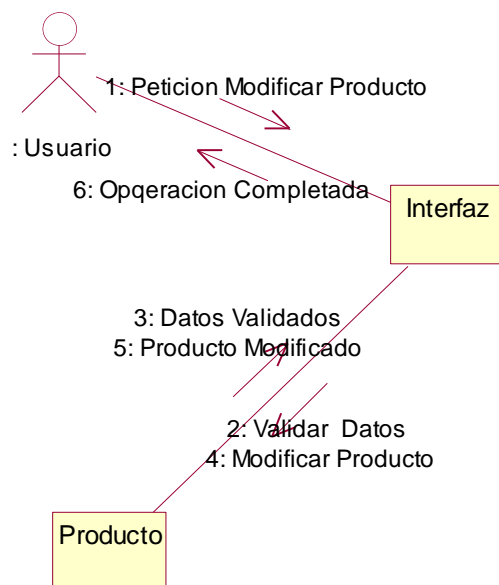 1: Peticion Modificar Producto
: Usuario
6: Opqeracion Completada
Interfaz
3: Datos Validados
5: Producto Modificado
2: Validar Datos
4: Modificar Producto
Producto